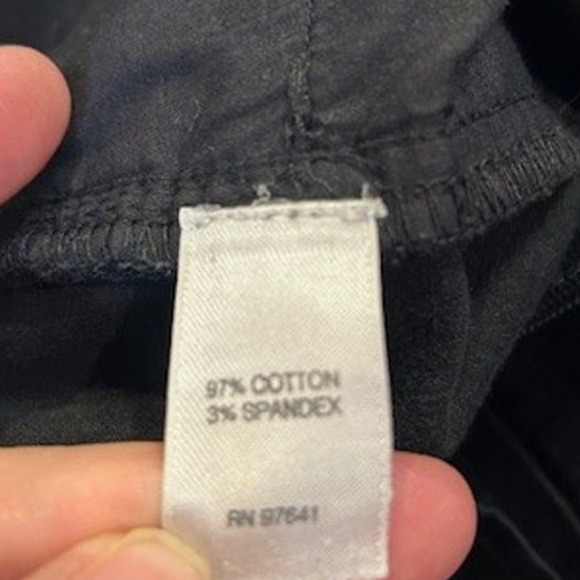 97% COTTON
3% SPANDEX
RN 97641